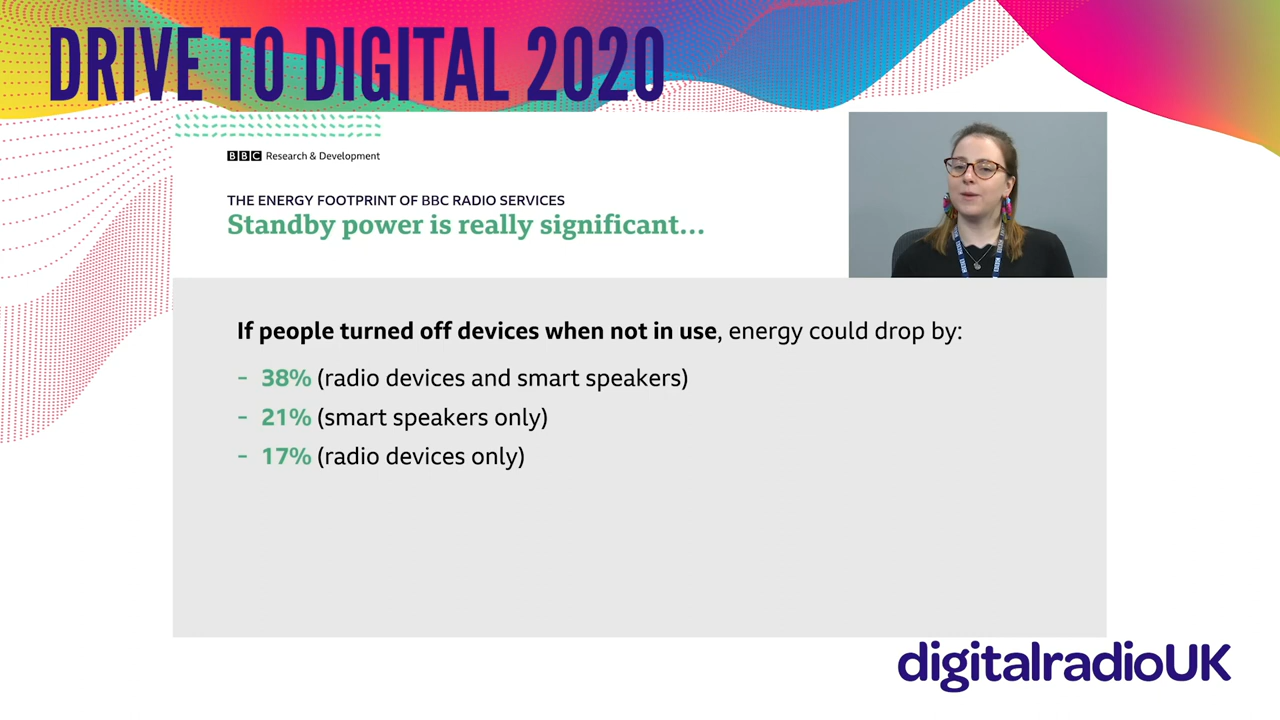 DRIVE TO DIGITAL 2020
BBC Research & Development
THE ENERGY FOOTPRINT OF BBC RADIO SERVICES
Standby power is really significant...
If people turned off devices when not in use, energy could drop by:
- 38% (radio devices and smart speakers)
- 21% (smart speakers only)
- 17% (radio devices only)
digitalradioUK